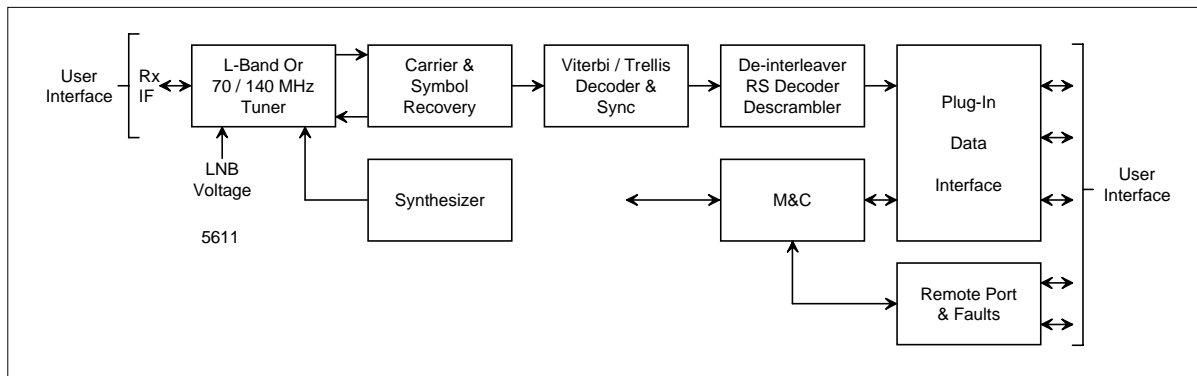 User
Interface
Rx
IF
L-Band Or
70 / 140 MHz
Tuner
Carrier &
Symbol
Recovery
Viterbi / Trellis
Decoder &
Sync
De-interleaver
RS Decoder
Descrambler
Plug-In
Data
Interface
User
Interface
LNB
Voltage
Synthesizer
M&C
5611
Remote Port
& Faults